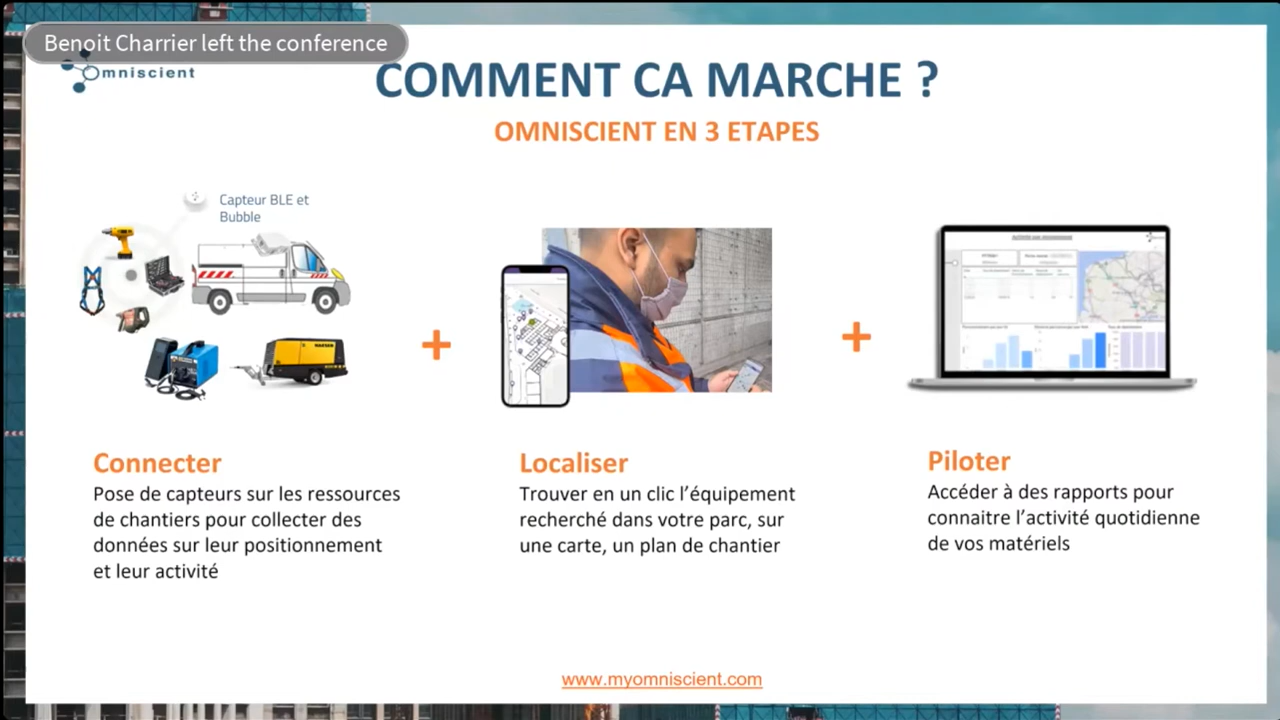 Benoit Charrier left the conference
Omniscient
COMMENT CA MARCHE ?
OMNISCIENT EN 3 ETAPES
Capteur BLE et
Bubble
Connecter
Pose de capteurs sur les ressources
de chantiers pour collecter des
données sur leur positionnement
et leur activité
Localiser
Trouver en un clic l’équipement
recherché dans votre parc, sur
une carte, un plan de chantier
Piloter
Accéder à des rapports pour
connaitre l’activité quotidienne
de vos matériels
www.myomniscient.com